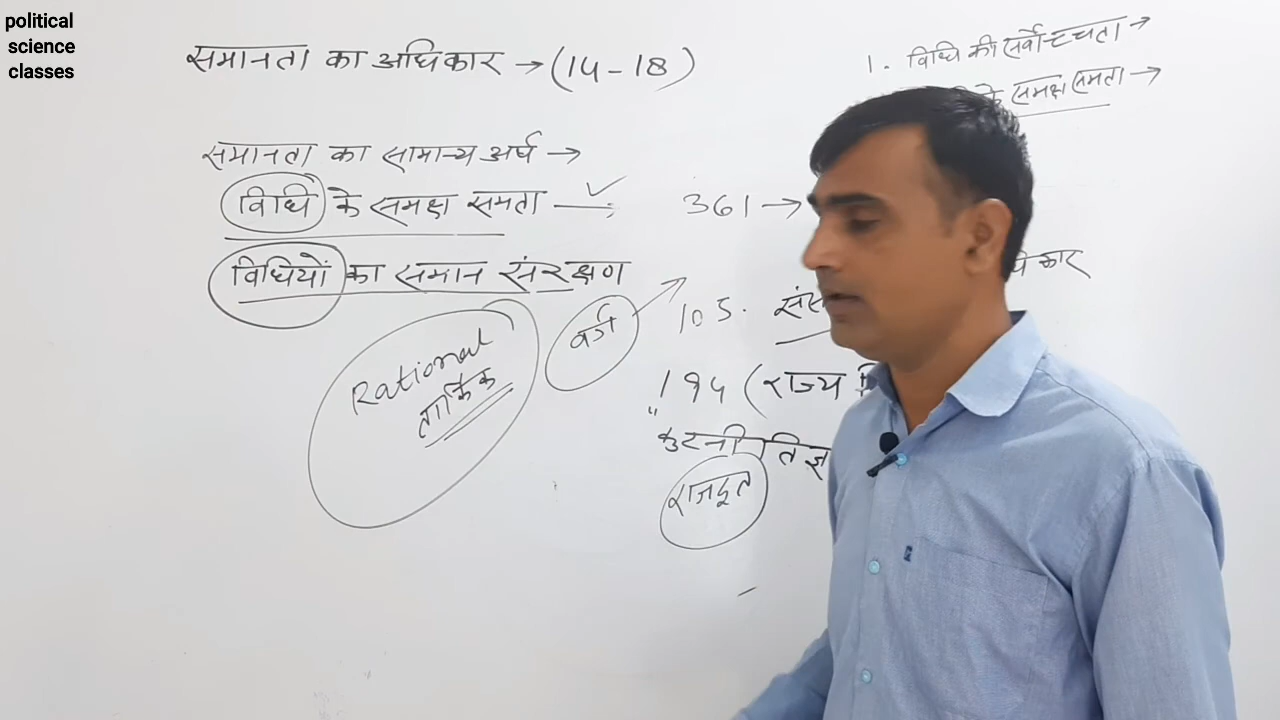 political
science
classes
समानता का अधिकार → (14 - 18)
समानता का सामान्य अर्थ →
विधि के समक्ष समता —
विधियों का समान संरक्षण
Rational
तार्किक
वर्ग
1. विधि की सर्वोच्चता →
के समक्ष समता →
361 →
105.
194 (राज्य
राजदूत